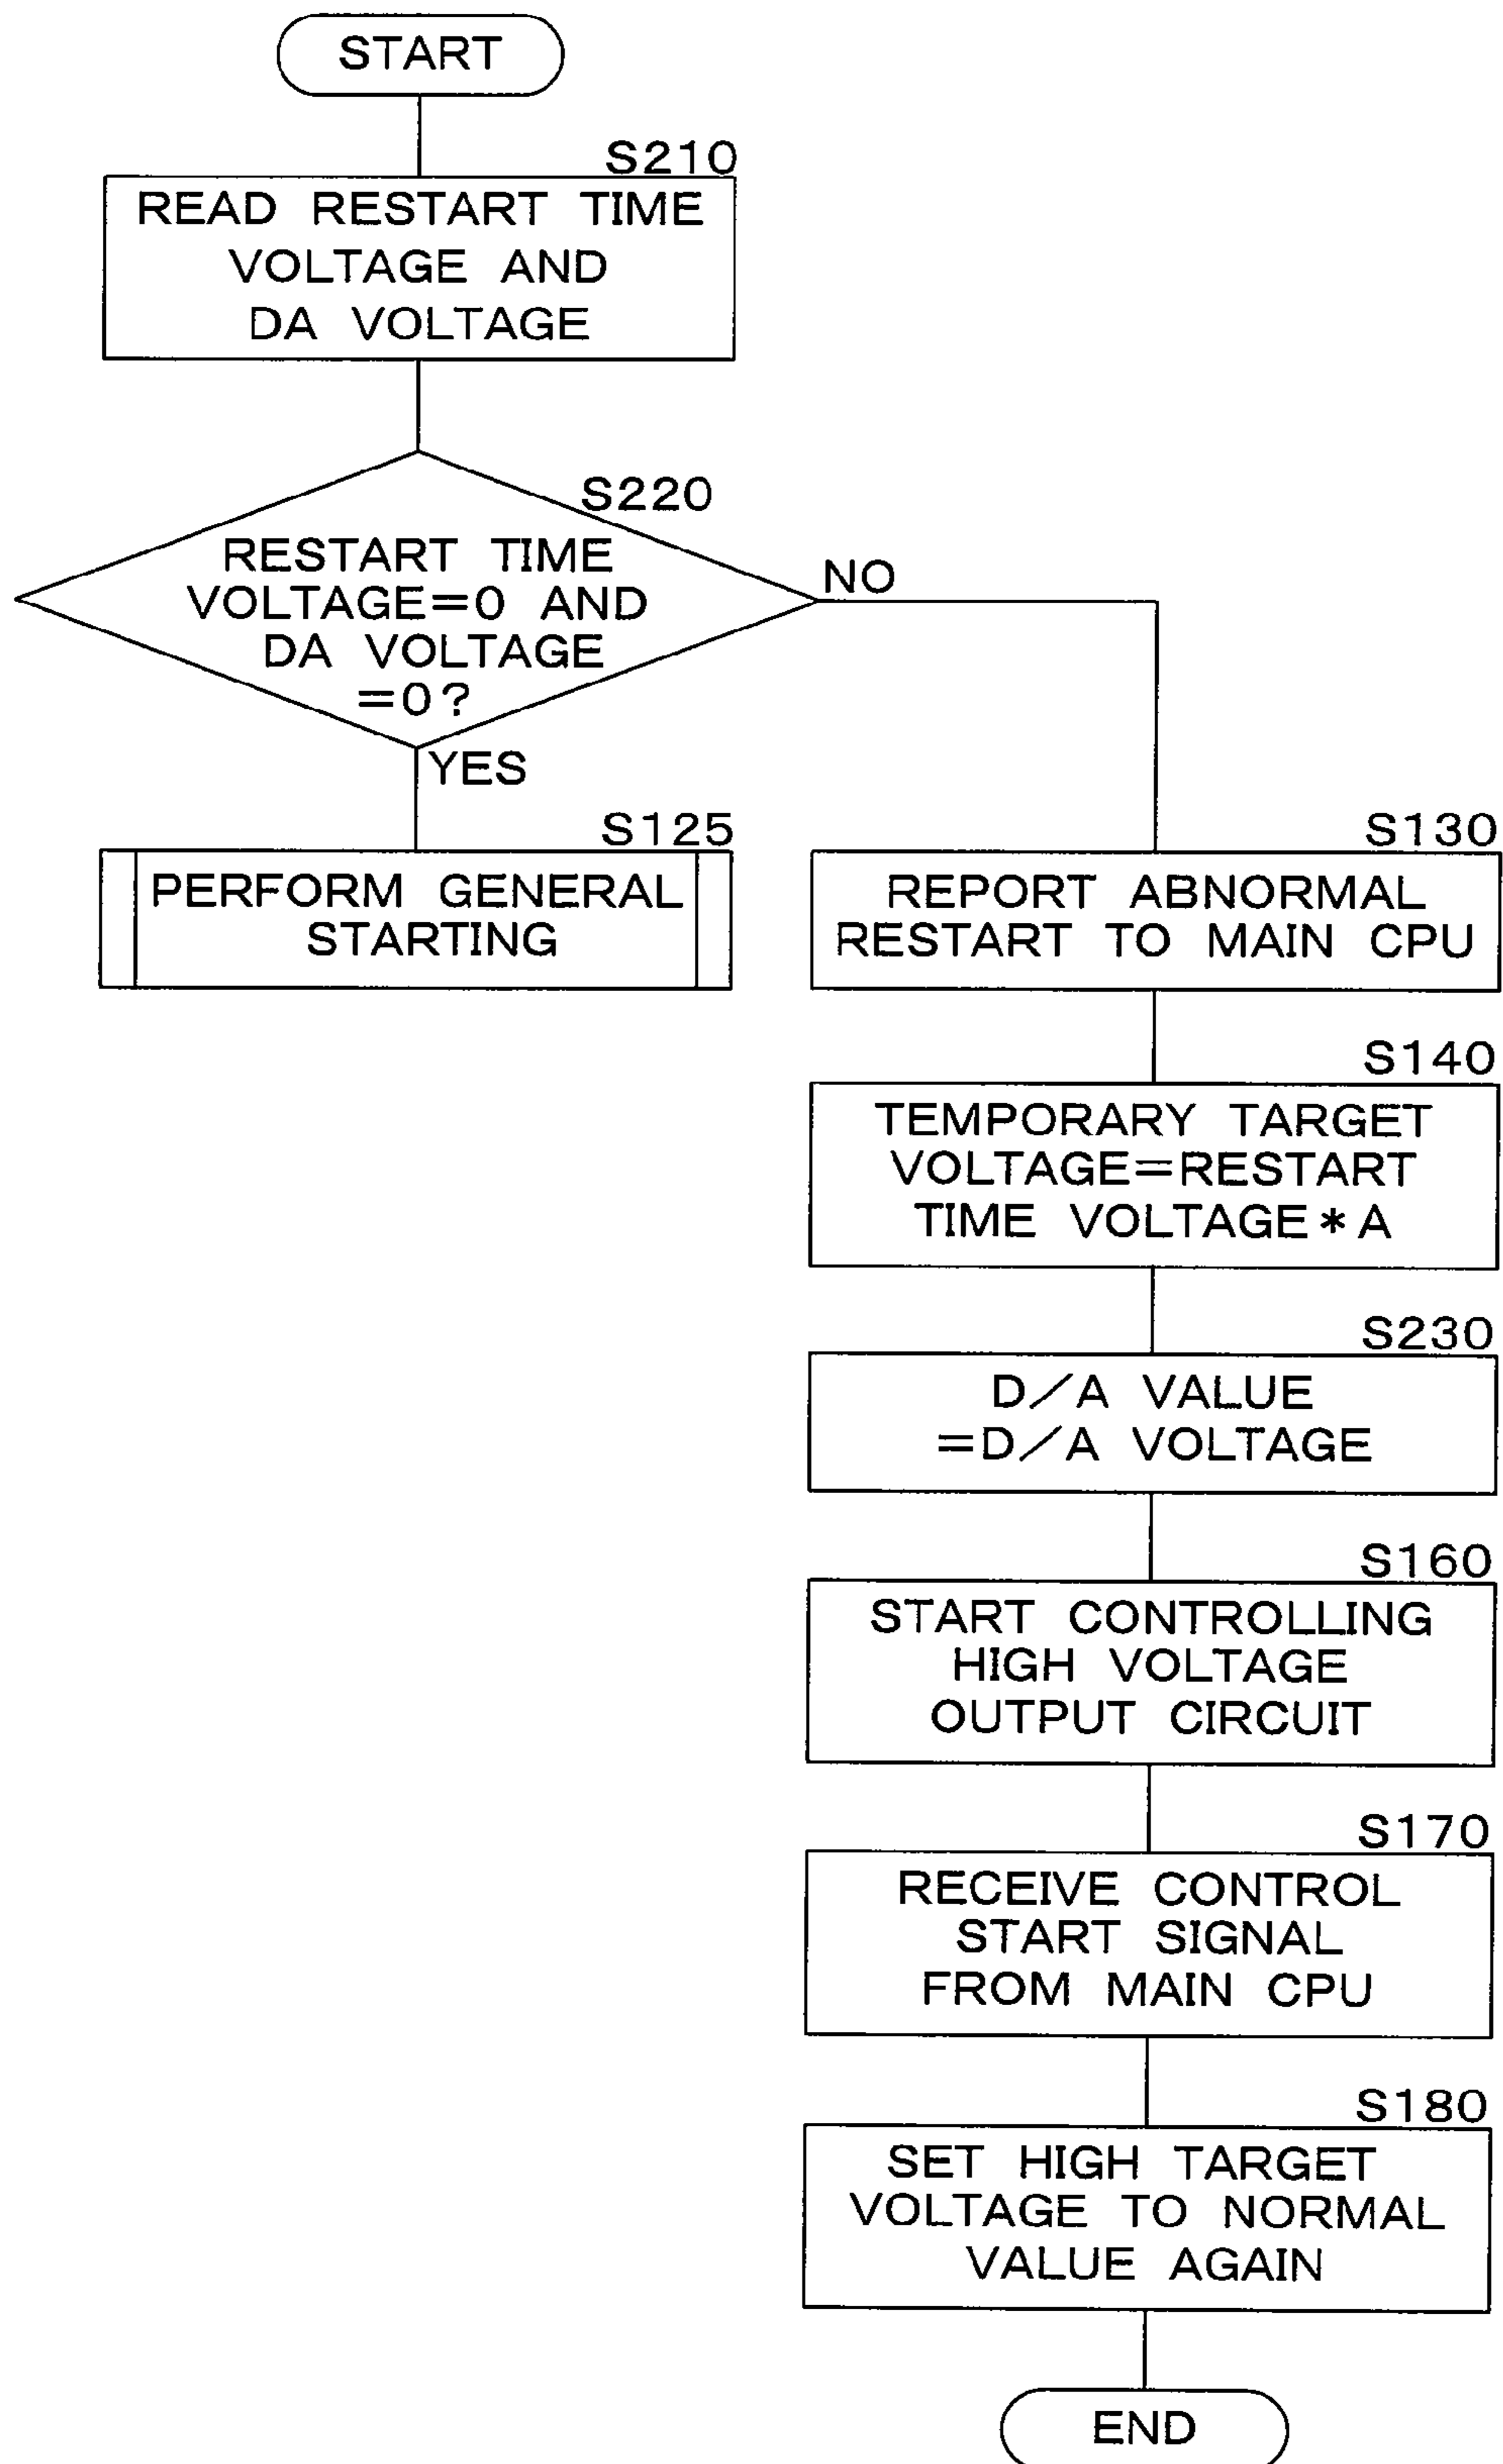 START
S210
READ RESTART TIME
VOLTAGE AND
DA VOLTAGE
S220
RESTART TIME
VOLTAGE=0 AND
DA VOLTAGE
=0?
NO
YES
S125
PERFORM GENERAL
STARTING
S130
REPORT ABNORMAL
RESTART TO MAIN CPU
S140
TEMPORARY TARGET
VOLTAGE=RESTART
TIME VOLTAGE*A
S230
D/A VALUE
=D/A VOLTAGE
S160
START CONTROLLING
HIGH VOLTAGE
OUTPUT CIRCUIT
S170
RECEIVE CONTROL
START SIGNAL
FROM MAIN CPU
S180
SET HIGH TARGET
VOLTAGE TO NORMAL
VALUE AGAIN
END